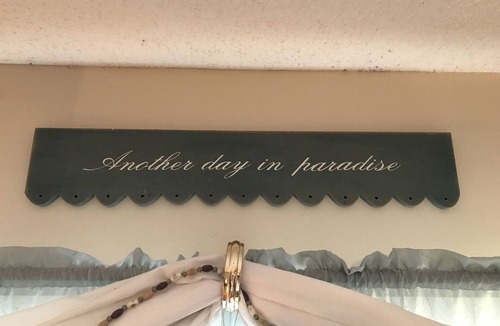 Another day in paradise